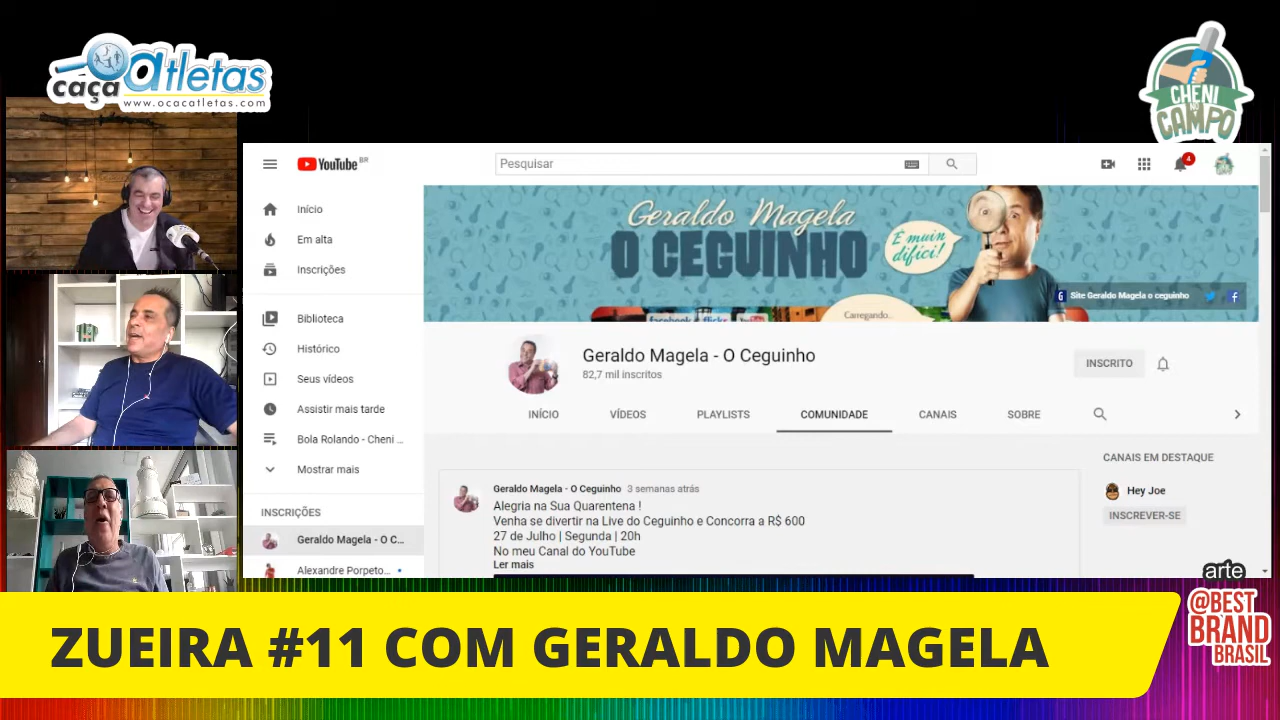 caça atletas
www.ocacatletas.com
CHENI
NO
CAMPO
YouTube BR
Pesquisar
4
Início
Em alta
Inscrições
Biblioteca
Histórico
Seus vídeos
Assistir mais tarde
Bola Rolando - Cheni ...
Mostrar mais
INSCRIÇÕES
Geraldo Magela - O C...
Alexandre Porpeto...
Geraldo Magela
O CEGUINHO
É muin
difíci!
Site Geraldo Magela o ceguinho
facebook flicks YouTube
Carregando...
Geraldo Magela - O Ceguinho
82,7 mil inscritos
INSCRITO
INÍCIO
VÍDEOS
PLAYLISTS
COMUNIDADE
CANAIS
SOBRE
Geraldo Magela - O Ceguinho 3 semanas atrás
Alegria na Sua Quarentena !
Venha se divertir na Live do Ceguinho e Concorra a R$ 600
27 de Julho | Segunda | 20h
No meu Canal do YouTube
Ler mais
CANAIS EM DESTAQUE
Hey Joe
INSCREVER-SE
arte
@BEST
BRAND
BRASIL
ZUEIRA #11 COM GERALDO MAGELA